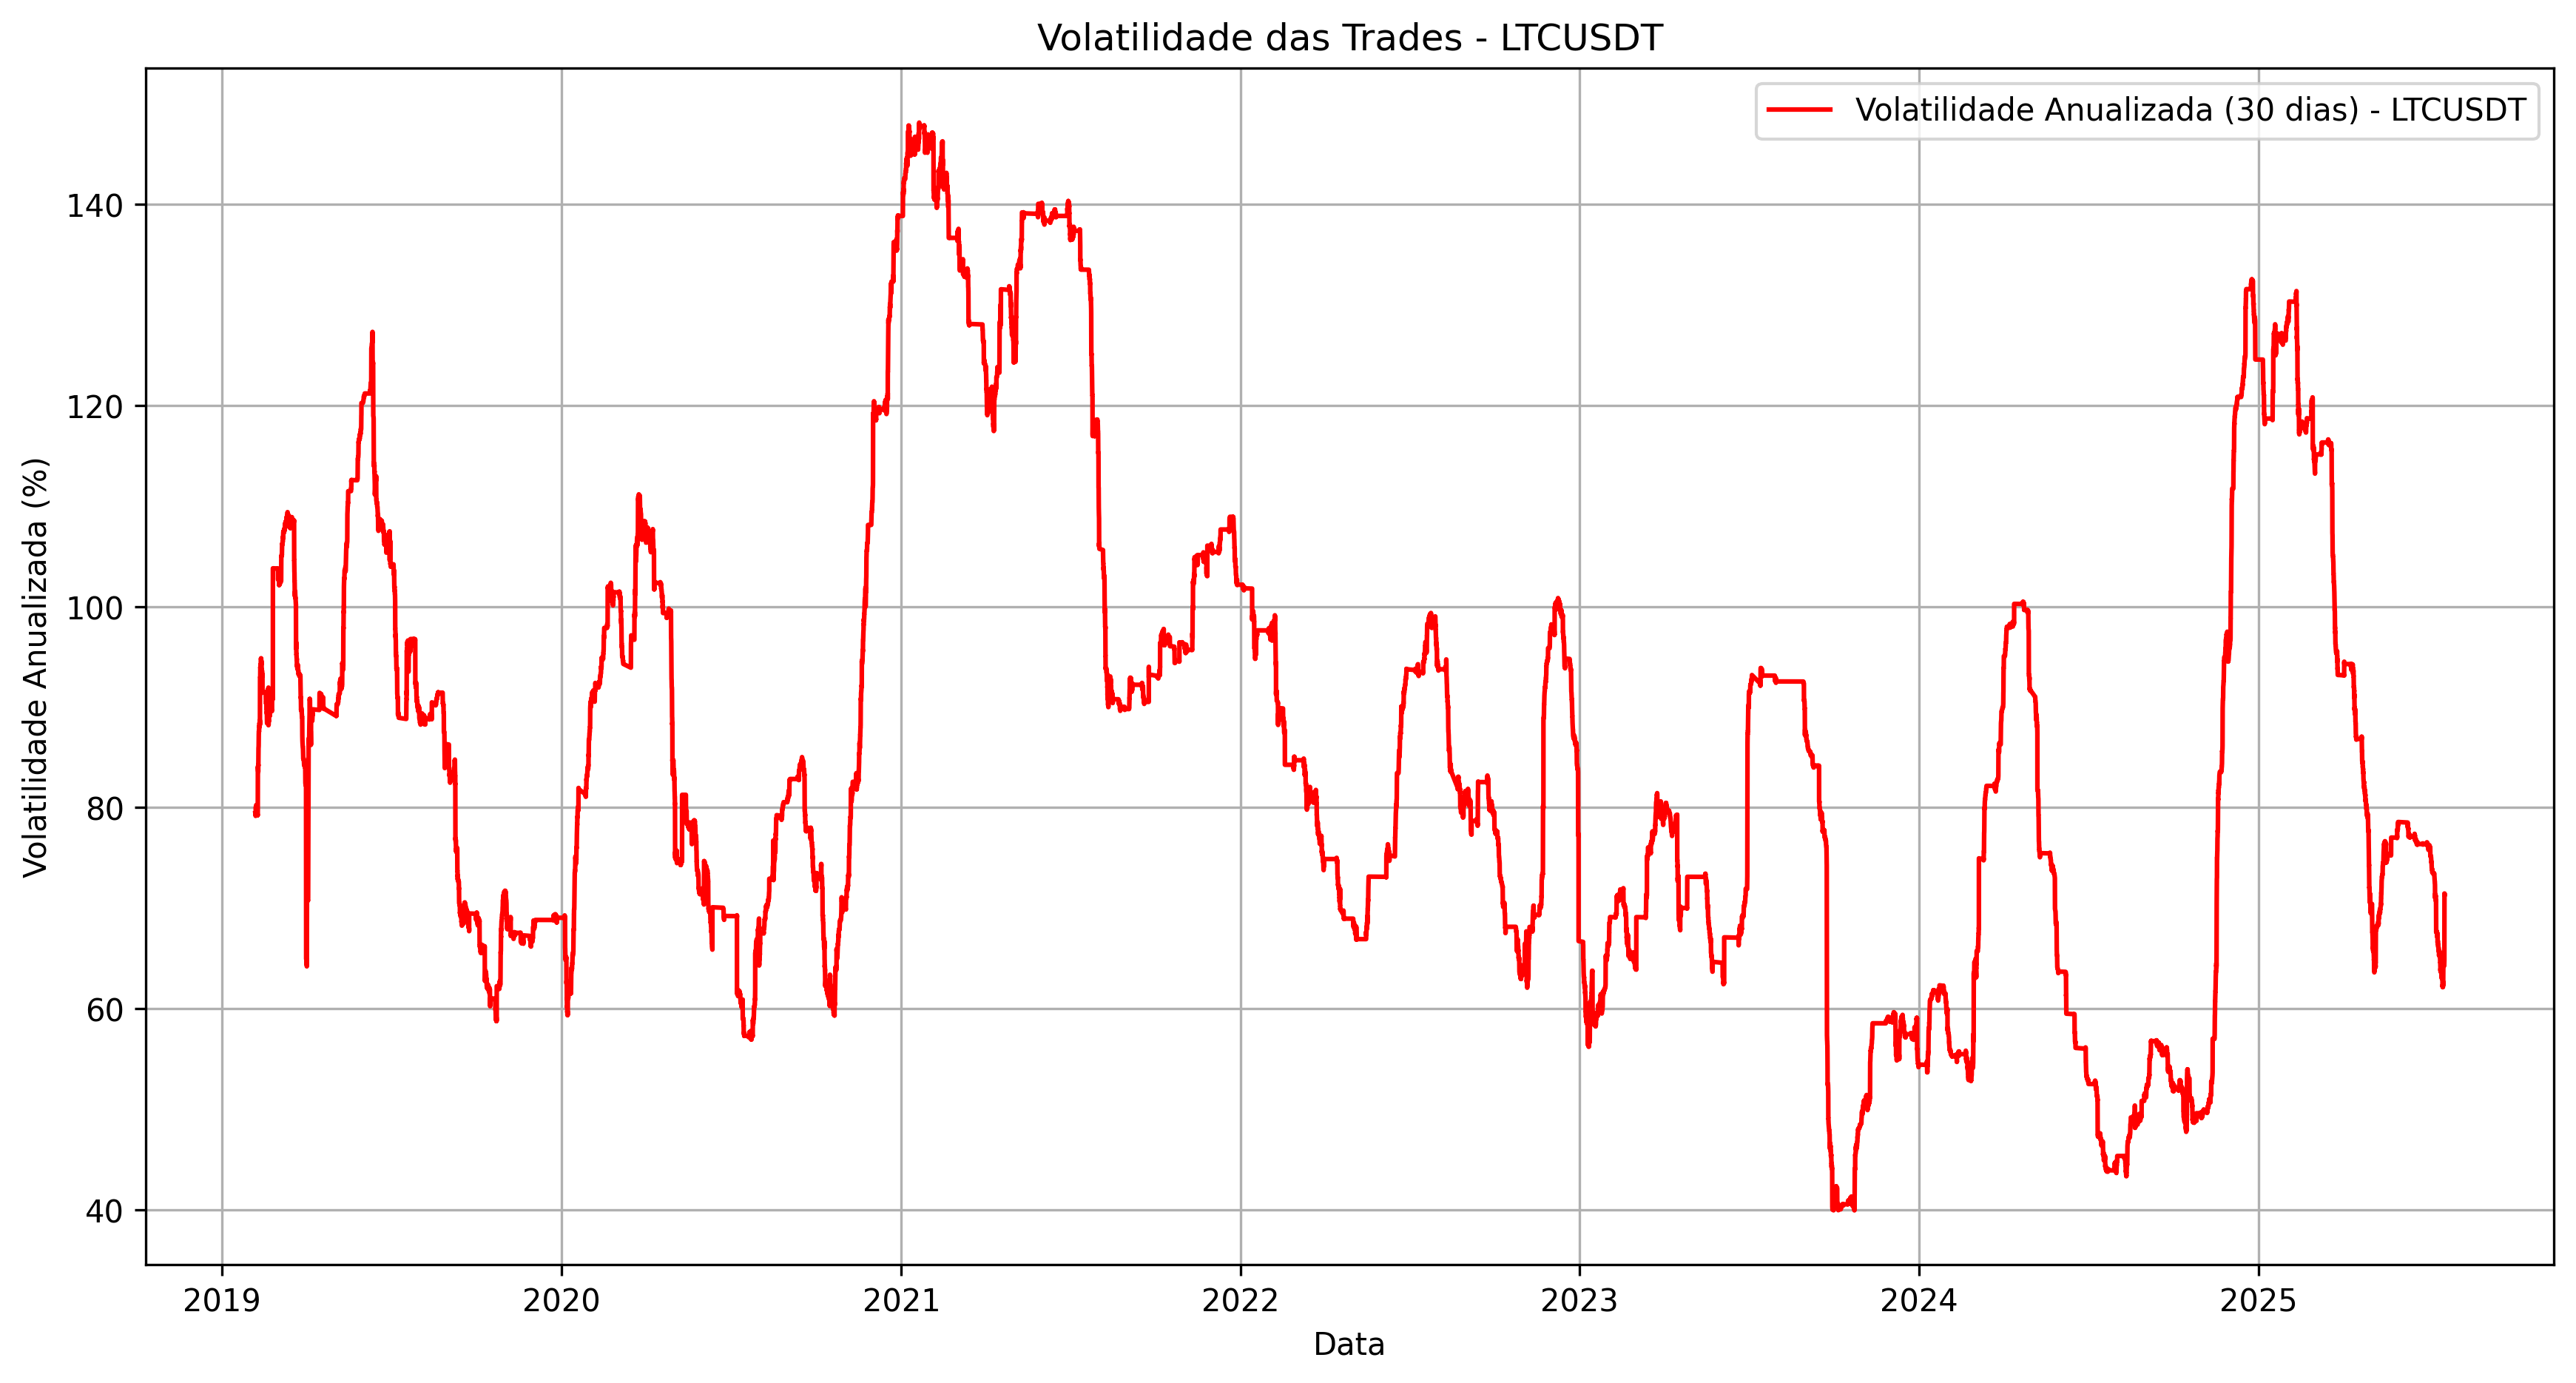 Volatilidade das Trades - LTCUSDT
Volatilidade Anualizada (30 dias) - LTCUSDT
Volatilidade Anualizada (%)
140
120
100
80
60
40
2019 2020 2021 2022 2023 2024 2025
Data